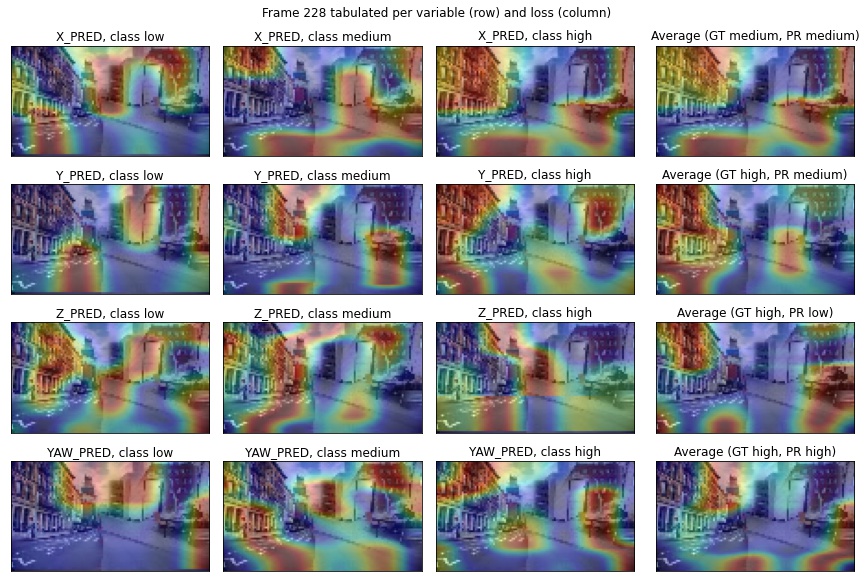 Frame 228 tabulated per variable (row) and loss (column)
X_PRED, class low
X_PRED, class medium
X_PRED, class high
Average (GT medium, PR medium)
Y_PRED, class low
Y_PRED, class medium
Y_PRED, class high
Average (GT high, PR medium)
Z_PRED, class low
Z_PRED, class medium
Z_PRED, class high
Average (GT high, PR low)
YAW_PRED, class low
YAW_PRED, class medium
YAW_PRED, class high
Average (GT high, PR high)